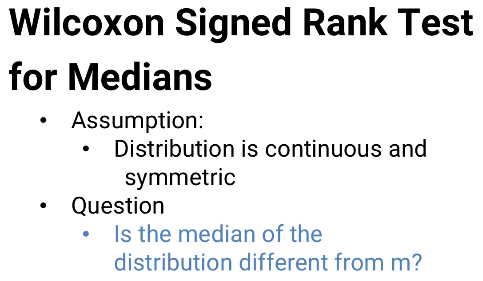 Wilcoxon Signed Rank Test
for Medians
• Assumption:
• Distribution is continuous and
symmetric
• Question
• Is the median of the
distribution different from m?